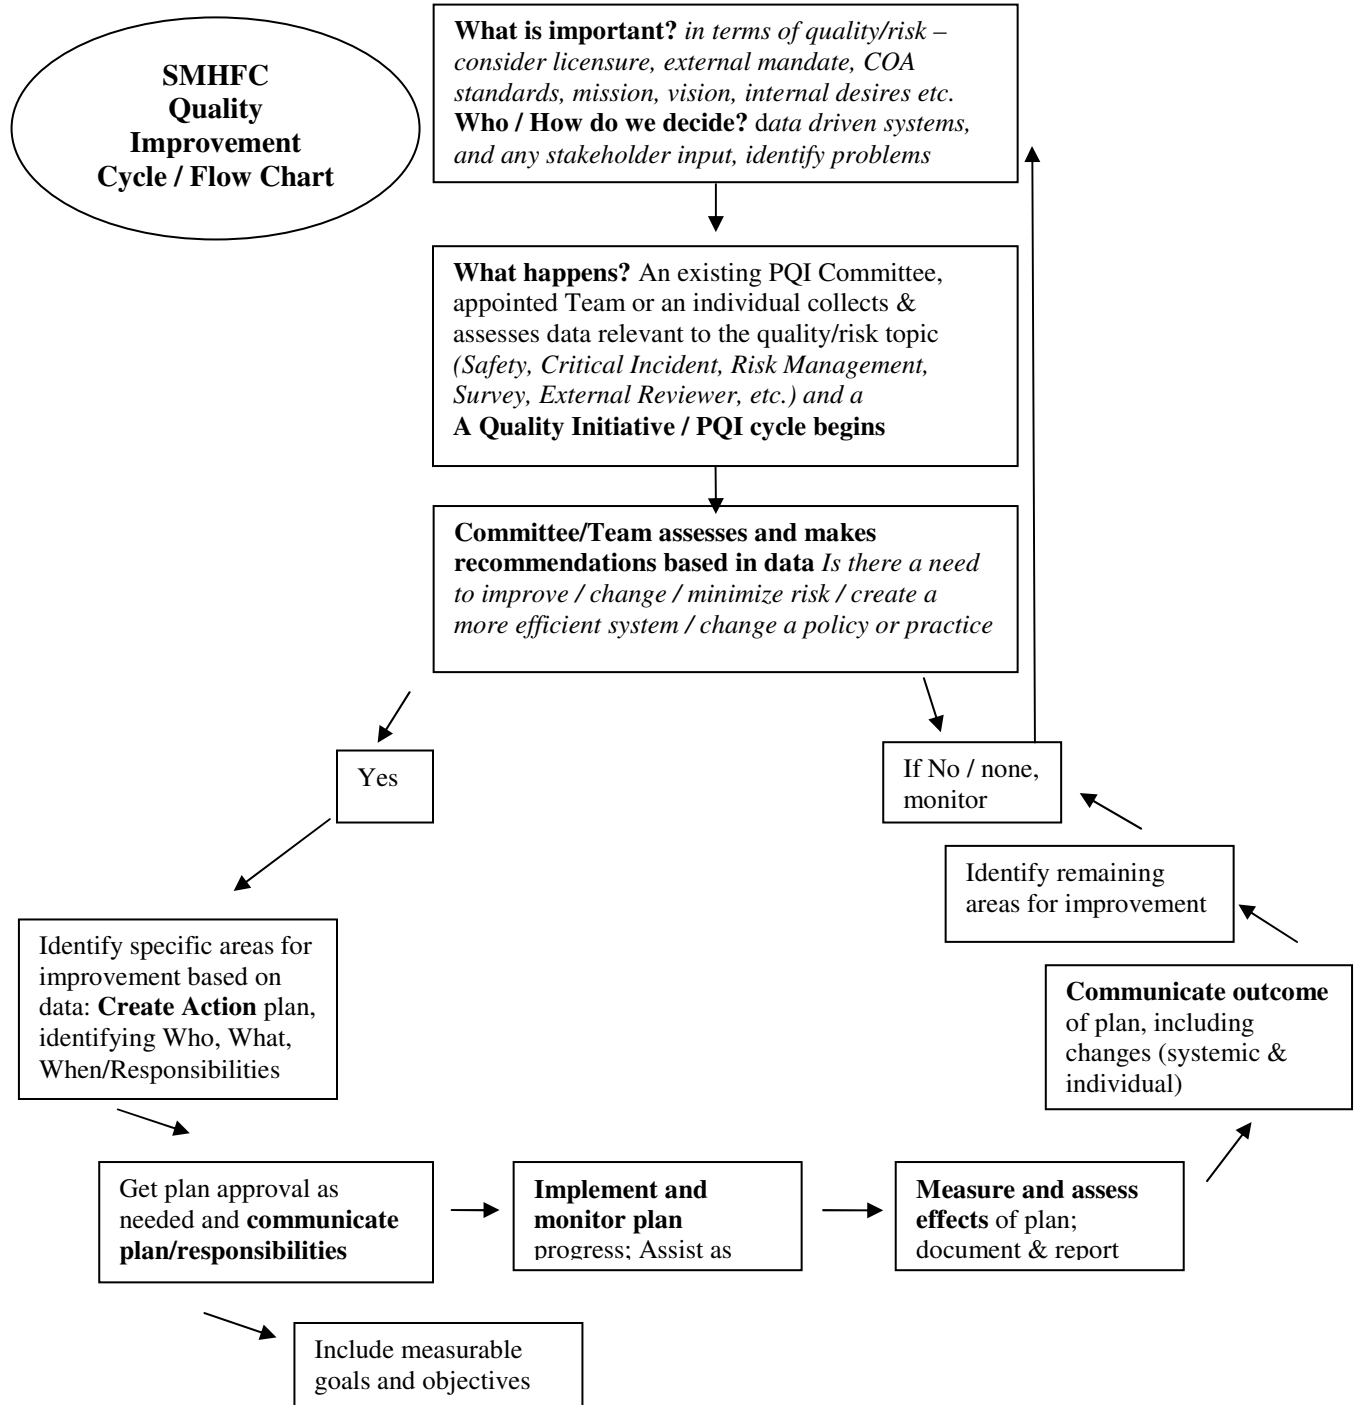 SMHFC
Quality
Improvement
Cycle / Flow Chart
What is important? in terms of quality/risk –
consider licensure, external mandate, COA
standards, mission, vision, internal desires etc.
Who / How do we decide? data driven systems,
and any stakeholder input, identify problems
What happens? An existing PQI Committee,
appointed Team or an individual collects &
assesses data relevant to the quality/risk topic
(Safety, Critical Incident, Risk Management,
Survey, External Reviewer, etc.) and a
A Quality Initiative / PQI cycle begins
Committee/Team assesses and makes
recommendations based in data Is there a need
to improve / change / minimize risk / create a
more efficient system / change a policy or practice
Yes
If No / none,
monitor
Identify remaining
areas for improvement
Identify specific areas for
improvement based on
data: Create Action plan,
identifying Who, What,
When/Responsibilities
Communicate outcome
of plan, including
changes (systemic &
individual)
Get plan approval as
needed and communicate
plan/responsibilities
Implement and
monitor plan
progress; Assist as
Measure and assess
effects of plan;
document & report
Include measurable
goals and objectives